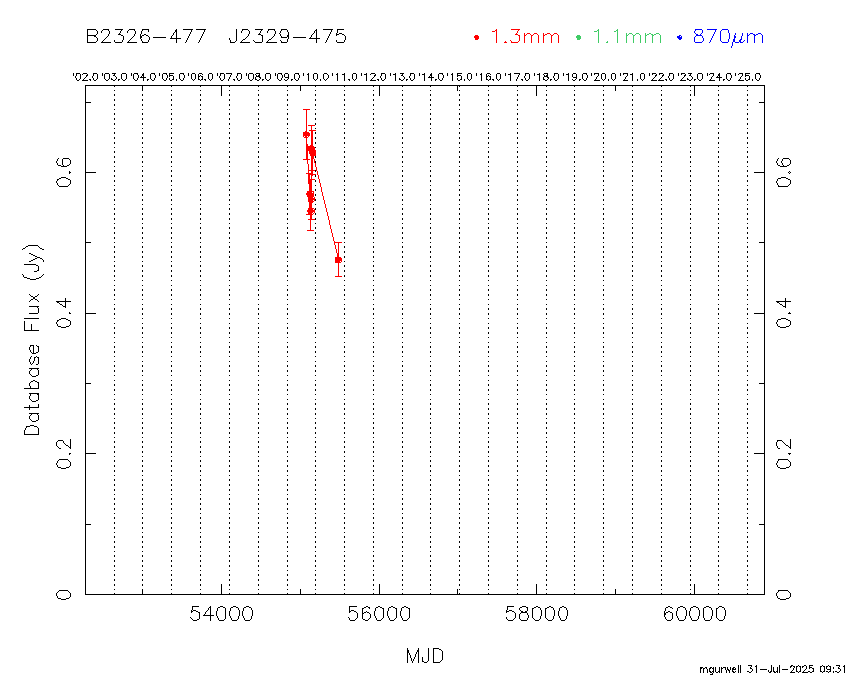 B2326-477 J2329-475 1.3mm 1.1mm 870μm
'02.0 '03.0 '04.0 '05.0 '06.0 '07.0 '08.0 '09.0 '10.0 '11.0 '12.0 '13.0 '14.0 '15.0 '16.0 '17.0 '18.0 '19.0 '20.0 '21.0 '22.0 '23.0 '24.0 '25.0
0.6 0.6
0.4 0.4
0.2 0.2
0 0
Database Flux (Jy)
54000 56000 58000 60000
MJD
mgurwell 31-Jul-2025 09:31